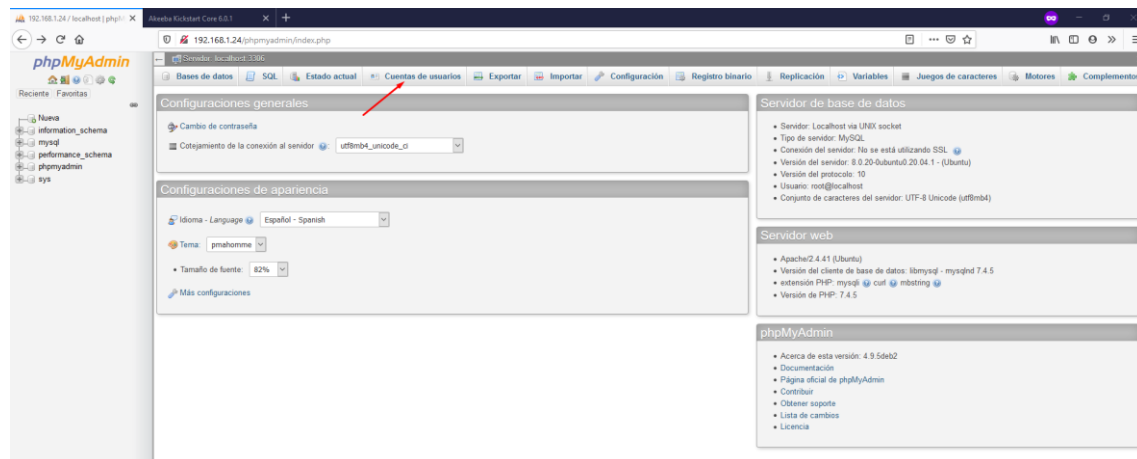 192.168.1.24 / localhost | phpM
Akeeba Kickstart Core 6.0.1
192.168.1.24/phpmyadmin/index.php
phpMyAdmin
Reciente Favoritas
Nueva
information_schema
mysql
performance_schema
phpmyadmin
sys
Servidor: localhost:3306
Bases de datos SQL Estado actual Cuentas de usuarios Exportar Importar Configuración Registro binario Replicación Variables Juegos de caracteres Motores Complementos
Configuraciones generales
Cambio de contraseña
Cotejamiento de la conexión al servidor : utf8mb4_unicode_ci
Configuraciones de apariencia
Idioma - Language Español - Spanish
Tema: pmahomme
• Tamaño de fuente: 82%
Más configuraciones
Servidor de base de datos
• Servidor: Localhost via UNIX socket
• Tipo de servidor: MySQL
• Conexión del servidor: No se está utilizando SSL
• Versión del servidor: 8.0.20-0ubuntu0.20.04.1 - (Ubuntu)
• Versión del protocolo: 10
• Usuario: root@localhost
• Conjunto de caracteres del servidor: UTF-8 Unicode (utf8mb4)
Servidor web
• Apache/2.4.41 (Ubuntu)
• Versión del cliente de base de datos: libmysql - mysqlnd 7.4.5
• extensión PHP: mysqli curl mbstring
• Versión de PHP: 7.4.5
phpMyAdmin
• Acerca de esta versión: 4.9.5deb2
• Documentación
• Página oficial de phpMyAdmin
• Contribuir
• Obtener soporte
• Lista de cambios
• Licencia